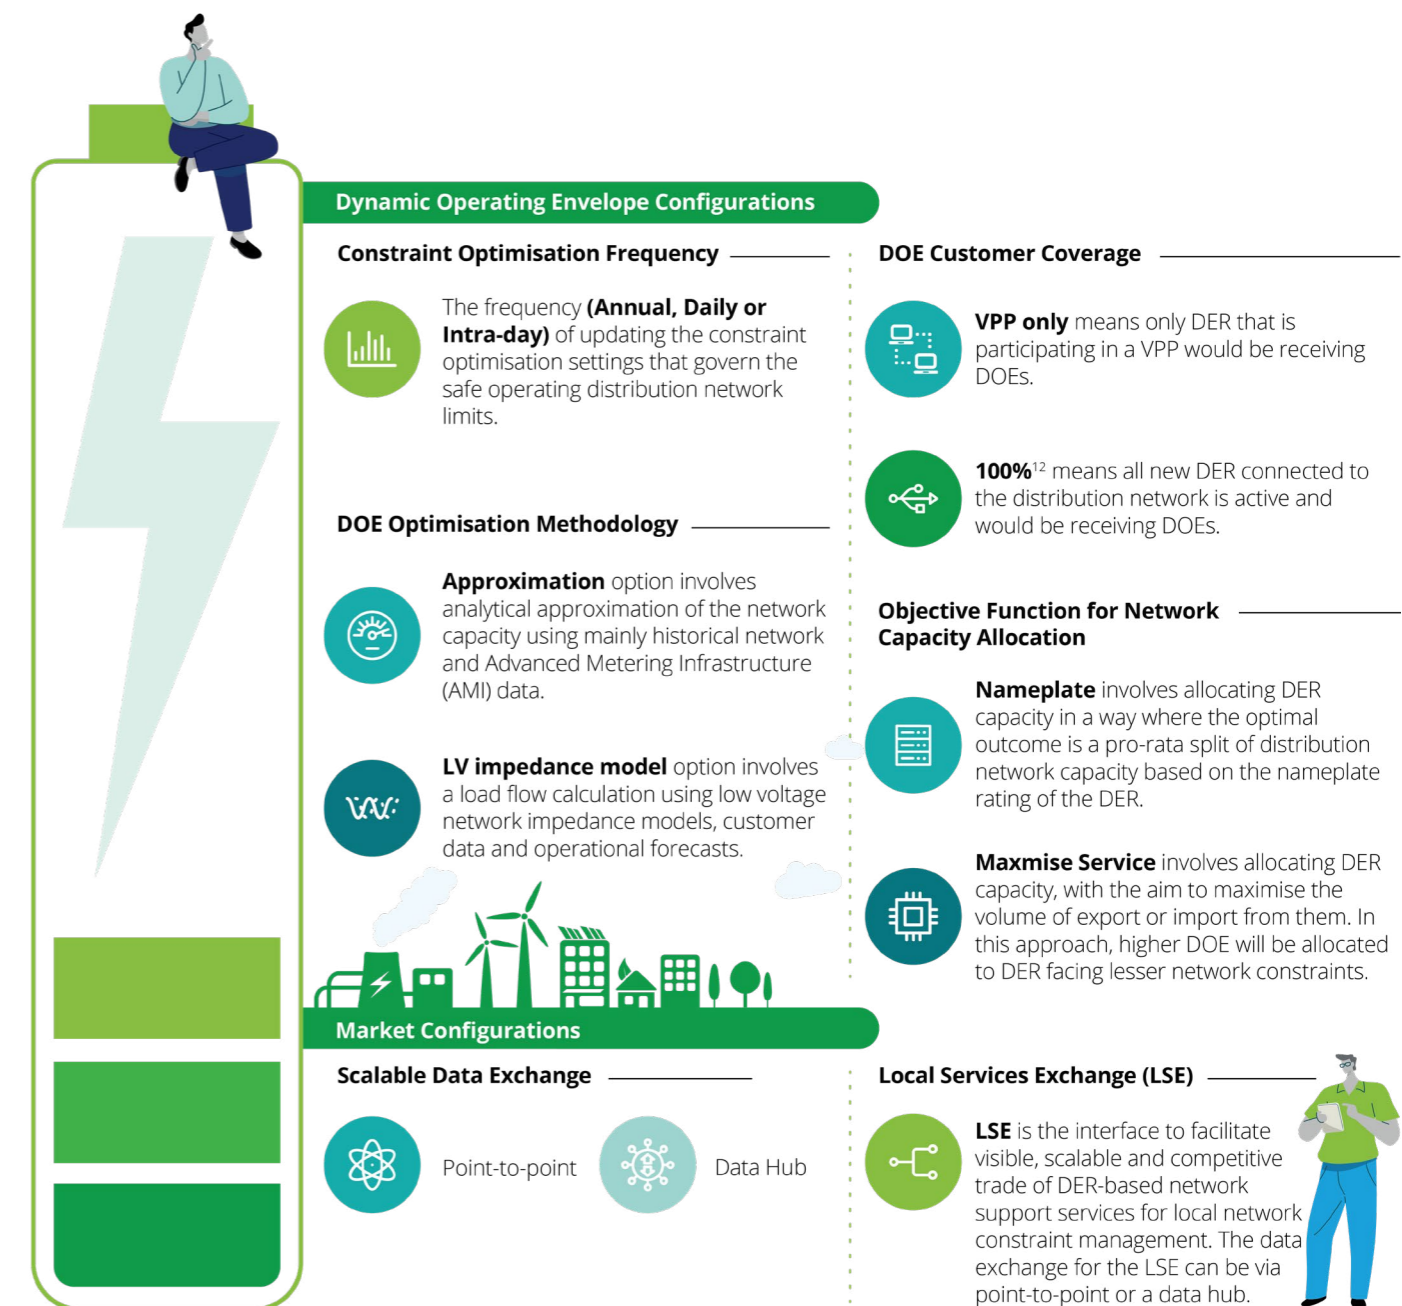 Dynamic Operating Envelope Configurations
Constraint Optimisation Frequency
The frequency (Annual, Daily or
Intra-day) of updating the constraint
optimisation settings that govern the
safe operating distribution network
limits.
DOE Optimisation Methodology
Approximation option involves
analytical approximation of the network
capacity using mainly historical network
and Advanced Metering Infrastructure
(AMI) data.
LV impedance model option involves
a load flow calculation using low voltage
network impedance models, customer
data and operational forecasts.
DOE Customer Coverage
VPP only means only DER that is
participating in a VPP would be receiving
DOEs.
100%12 means all new DER connected to
the distribution network is active and
would be receiving DOEs.
Objective Function for Network
Capacity Allocation
Nameplate involves allocating DER
capacity in a way where the optimal
outcome is a pro-rata split of distribution
network capacity based on the nameplate
rating of the DER.
Maxmise Service involves allocating DER
capacity, with the aim to maximise the
volume of export or import from them. In
this approach, higher DOE will be allocated
to DER facing lesser network constraints.
Market Configurations
Scalable Data Exchange
Point-to-point
Data Hub
Local Services Exchange (LSE)
LSE is the interface to facilitate
visible, scalable and competitive
trade of DER-based network
support services for local network
constraint management. The data
exchange for the LSE can be via
point-to-point or a data hub.